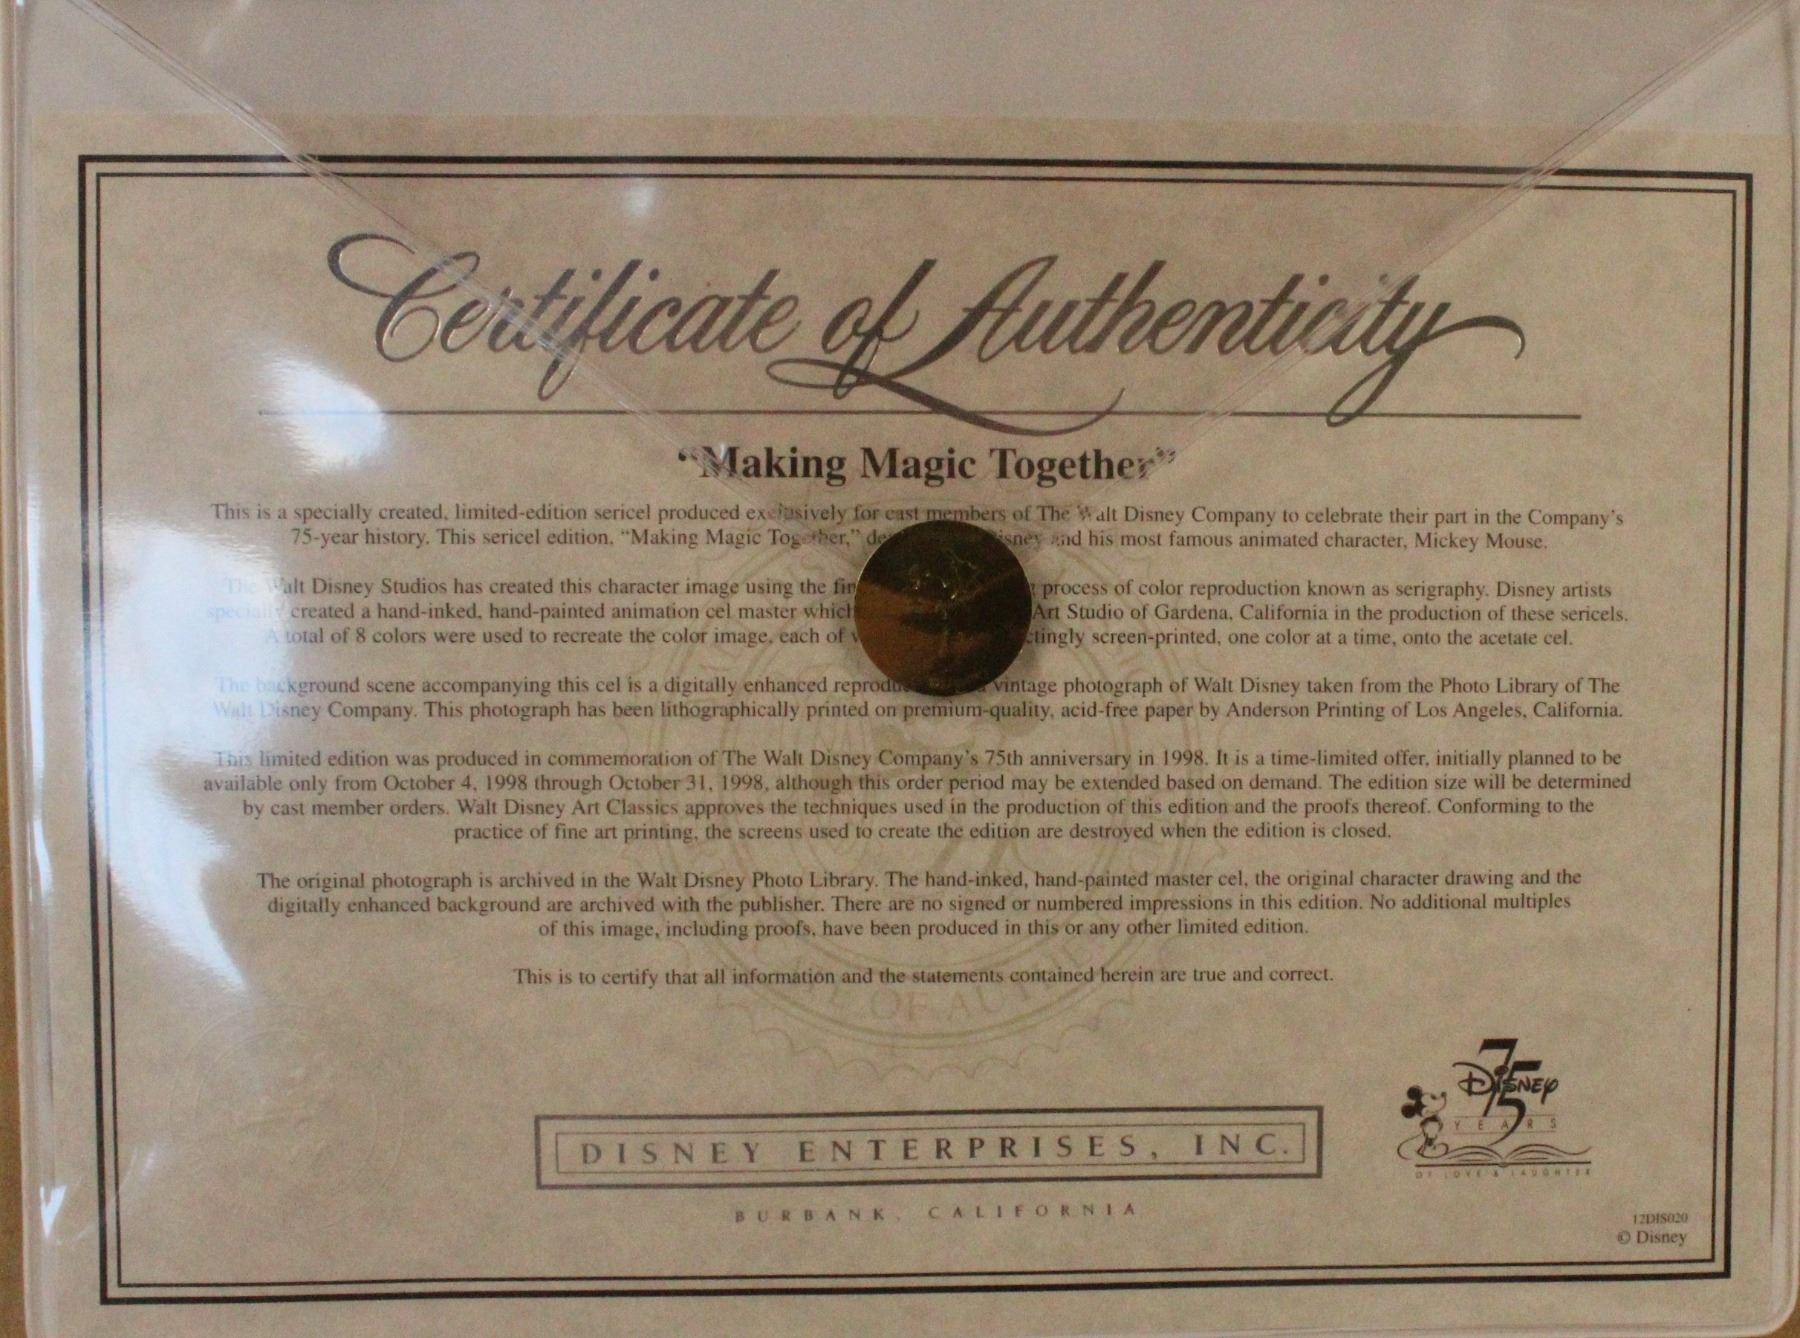 Certificate of Authenticity
“Making Magic Together”
This is a specially created, limited-edition sericel produced exclusively for cast members of The Walt Disney Company to celebrate their part in the Company’s
75-year history. This sericel edition, “Making Magic Together,” Disney and his most famous animated character, Mickey Mouse.
The Walt Disney Studios has created this character image using the process of color reproduction known as serigraphy. Disney artists
specially created a hand-inked, hand-painted animation cel master which Art Studio of Gardena, California in the production of these sericels.
A total of 8 colors were used to recreate the color image, each of screen-printed, one color at a time, onto the acetate cel.
The background scene accompanying this cel is a digitally enhanced vintage photograph of Walt Disney taken from the Photo Library of The
Walt Disney Company. This photograph has been lithographically printed on premium-quality, acid-free paper by Anderson Printing of Los Angeles, California.
This limited edition was produced in commemoration of The Walt Disney Company’s 75th anniversary in 1998. It is a time-limited offer, initially planned to be
available only from October 4, 1998 through October 31, 1998, although this order period may be extended based on demand. The edition size will be determined
by cast member orders. Walt Disney Art Classics approves the techniques used in the production of this edition and the proofs thereof. Conforming to the
practice of fine art printing, the screens used to create the edition are destroyed when the edition is closed.
The original photograph is archived in the Walt Disney Photo Library. The hand-inked, hand-painted master cel, the original character drawing and the
digitally enhanced background are archived with the publisher. There are no signed or numbered impressions in this edition. No additional multiples
of this image, including proofs, have been produced in this or any other limited edition.
This is to certify that all information and the statements contained herein are true and correct.
OF AU
75
DISNEY
YEARS
OF LOVE & LAUGHTER
DISNEY ENTERPRISES, INC.
BURBANK, CALIFORNIA
12DIS020
© Disney